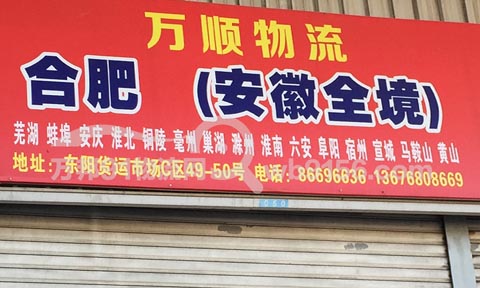 万顺物流
合肥 (安徽全境)
芜湖 蚌埠 安庆 淮北 铜陵 亳州 巢湖 滁州 淮南 六安 阜阳 宿州 宣城 马鞍山 黄山
地址：东阳货运市场C区49-50号 电话：86696636 13676808669
050